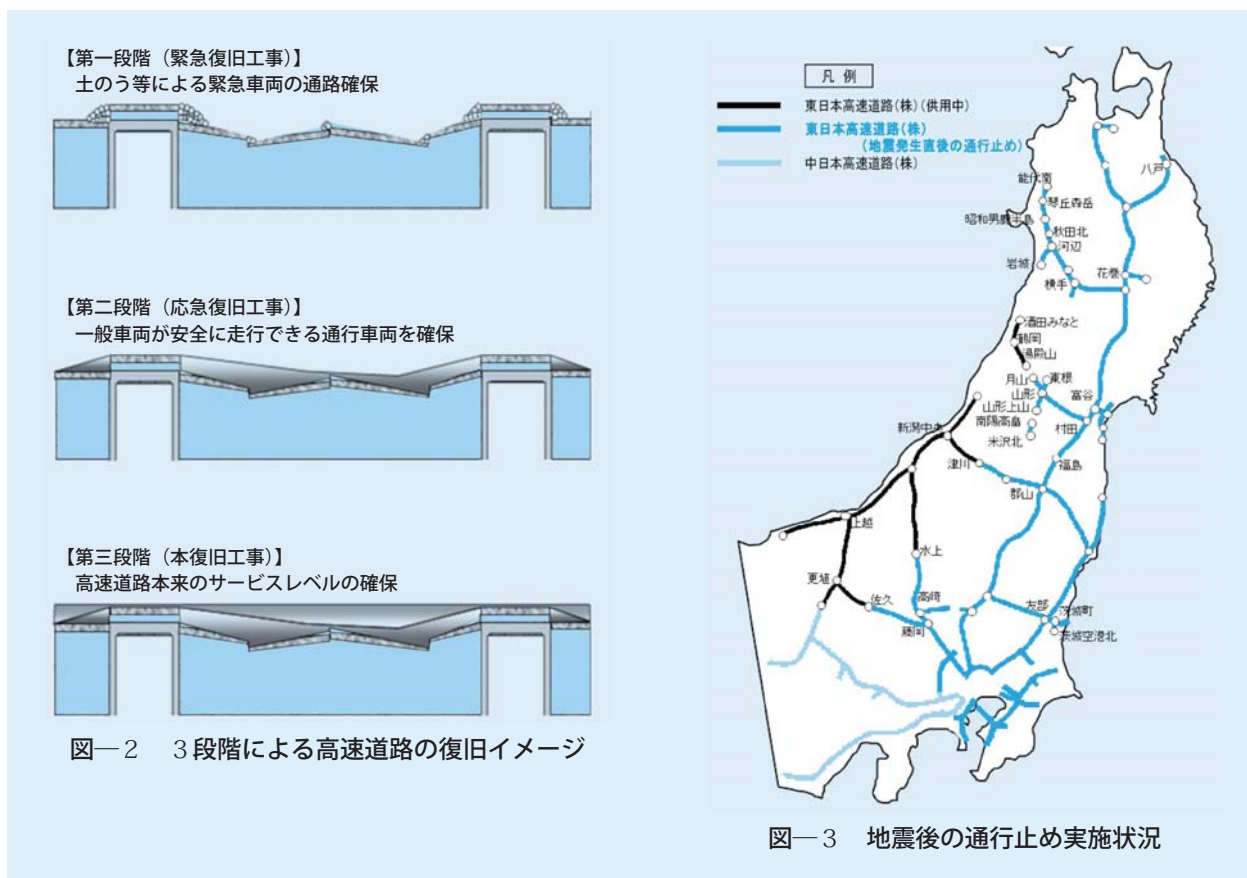 【第一段階（緊急復旧工事）】
土のう等による緊急車両の通路確保
【第二段階（応急復旧工事）】
一般車両が安全に走行できる通行車両を確保
【第三段階（本復旧工事）】
高速道路本来のサービスレベルの確保
図―2　3段階による高速道路の復旧イメージ
凡 例
東日本高速道路(株)(供用中)
東日本高速道路(株)
(地震発生直後の通行止め)
中日本高速道路(株)
八戸
能代南
琴丘森岳
昭和男鹿半島
秋田北
河辺
岩城
花巻
横手
酒田みなと
鶴岡
湯殿山
月山
東根
山形
富谷
山形上山
南陽高畠
村田
新潟中央
米沢北
津川
福島
郡山
上越
水上
更埴
佐久
高崎
友部
茨城町
藤岡
茨城空港北
図―3　地震後の通行止め実施状況